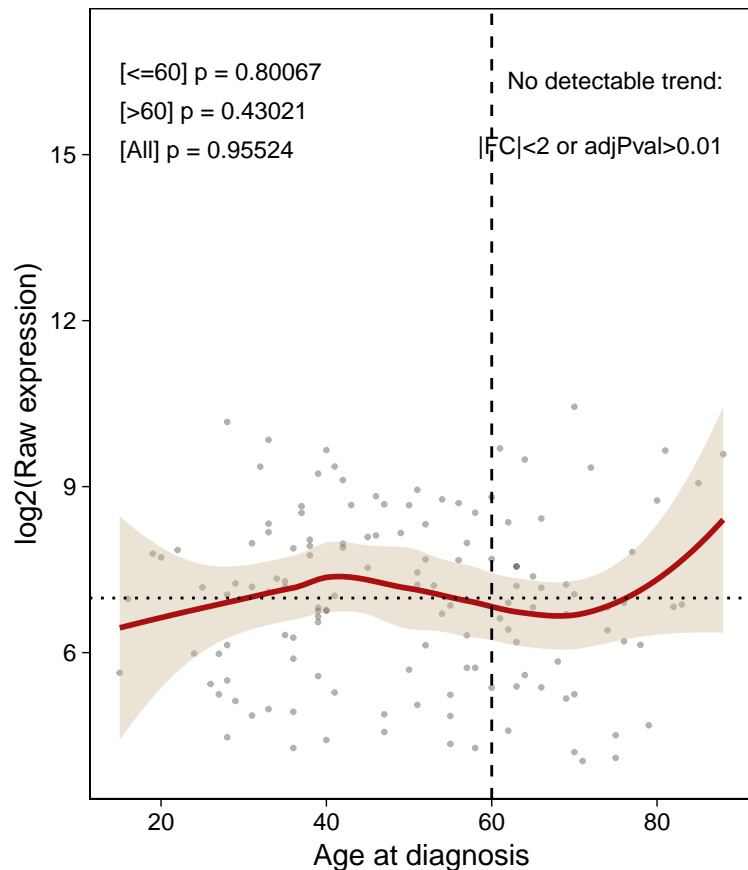 [<=60] p = 0.80067
[>60] p = 0.43021
[All] p = 0.95524
No detectable trend:
|FC|<2 or adjPval>0.01
log2(Raw expression)
15
12
9
6
20
40
60
80
Age at diagnosis